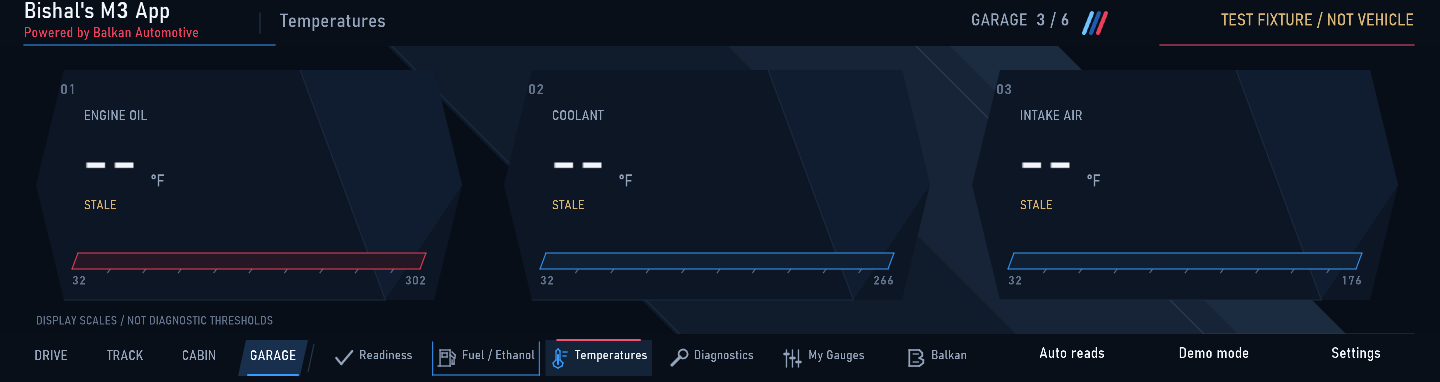 Bishal's M3 App
Powered by Balkan Automotive
Temperatures
GARAGE 3 / 6
TEST FIXTURE / NOT VEHICLE
01
ENGINE OIL
-- °F
STALE
32 302
02
COOLANT
-- °F
STALE
32 266
03
INTAKE AIR
-- °F
STALE
32 176
DISPLAY SCALES / NOT DIAGNOSTIC THRESHOLDS
DRIVE TRACK CABIN GARAGE Readiness Fuel / Ethanol Temperatures Diagnostics My Gauges Balkan Auto reads Demo mode Settings